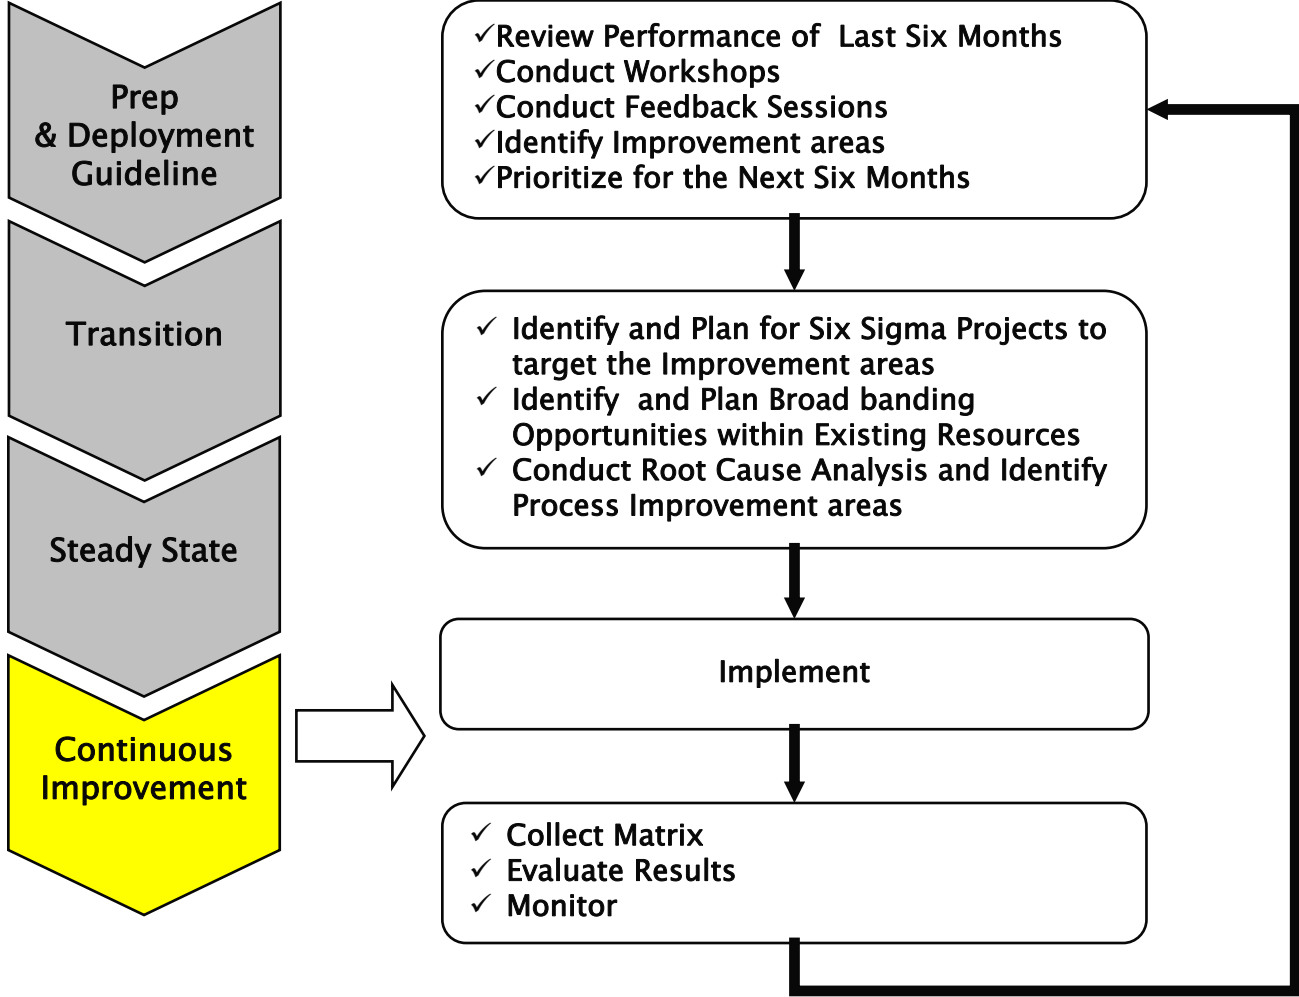 Prep
& Deployment
Guideline
Transition
Steady State
Continuous
Improvement
✓Review Performance of  Last Six Months
✓Conduct Workshops
✓Conduct Feedback Sessions
✓Identify Improvement areas
✓Prioritize for the Next Six Months
✓ Identify and Plan for Six Sigma Projects to
target the Improvement areas
✓ Identify  and Plan Broad banding
Opportunities within Existing Resources
✓ Conduct Root Cause Analysis and Identify
Process Improvement areas
Implement
✓ Collect Matrix
✓ Evaluate Results
✓ Monitor